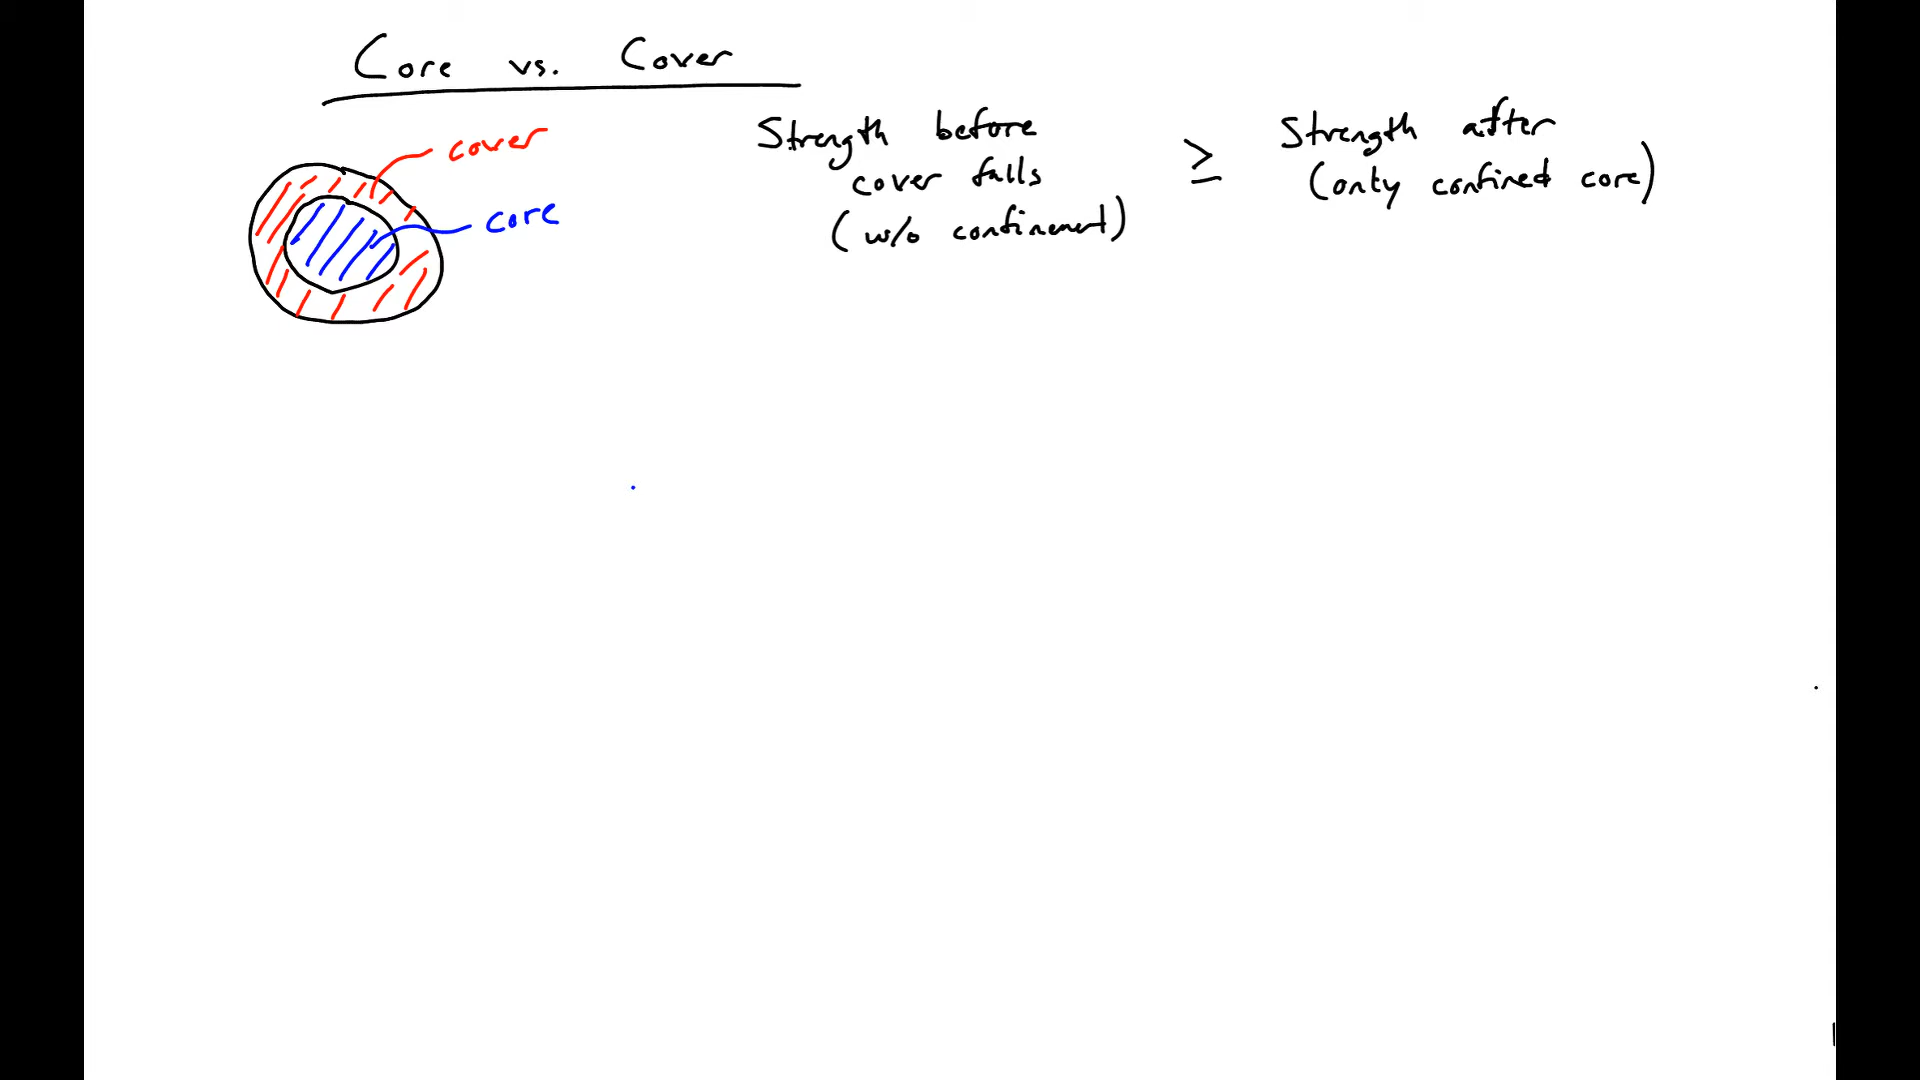 Core vs. Cover
cover
core
Strength before
cover falls
(w/o confinement)
≥
Strength after
(only confined core)